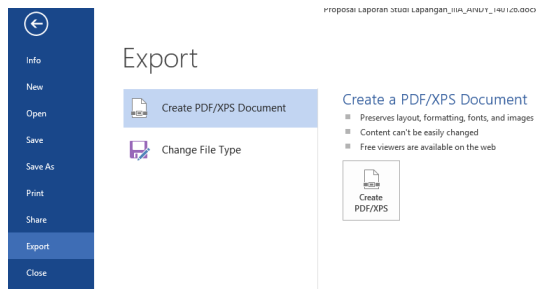 Proposal Laporan Studi Lapangan_IIIA_ANDY_140126.docx
Info
New
Open
Save
Save As
Print
Share
Export
Close
Export
Create PDF/XPS Document
Change File Type
Create a PDF/XPS Document
Preserves layout, formatting, fonts, and images
Content can't be easily changed
Free viewers are available on the web
Create
PDF/XPS